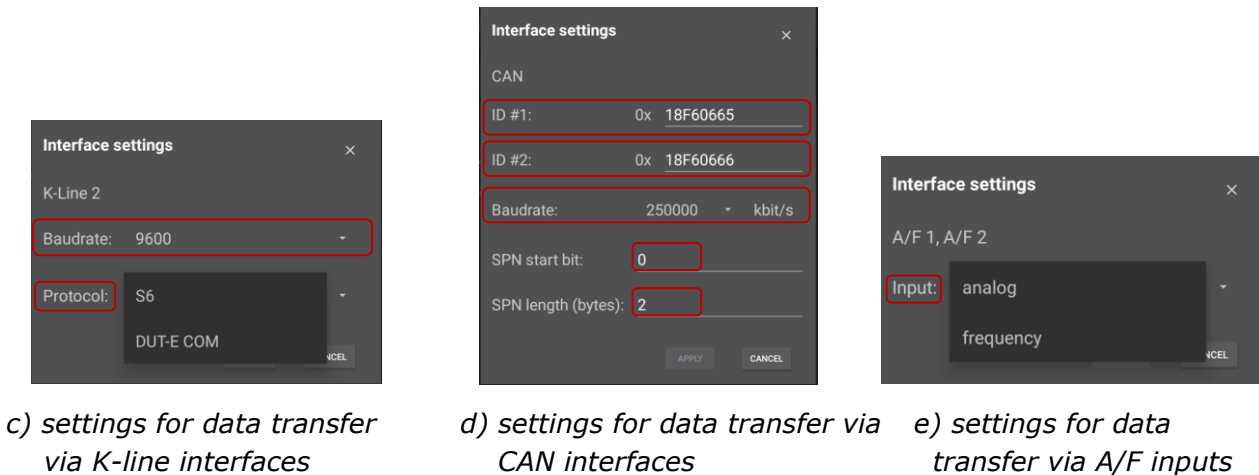 Interface settings ×
K-Line 2
Baudrate: 9600
Protocol: S6
DUT-E COM
NCEL
c) settings for data transfer
via K-line interfaces
Interface settings ×
CAN
ID #1: 0x 18F60665
ID #2: 0x 18F60666
Baudrate: 250000 kbit/s
SPN start bit: 0
SPN length (bytes): 2
APPLY CANCEL
d) settings for data transfer via
CAN interfaces
Interface settings ×
A/F 1, A/F 2
Input: analog
frequency
NCEL
e) settings for data
transfer via A/F inputs